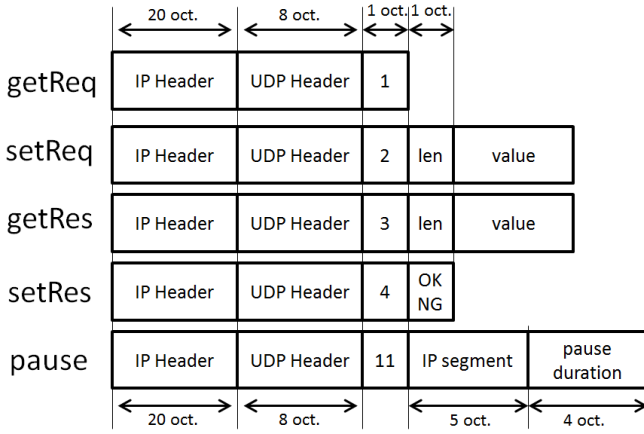 20 oct. 8 oct. 1 oct. 1 oct.
getReq IP Header UDP Header 1
setReq IP Header UDP Header 2 len value
getRes IP Header UDP Header 3 len value
setRes IP Header UDP Header 4 OK
NG
pause IP Header UDP Header 11 IP segment pause
duration
20 oct. 8 oct. 5 oct. 4 oct.